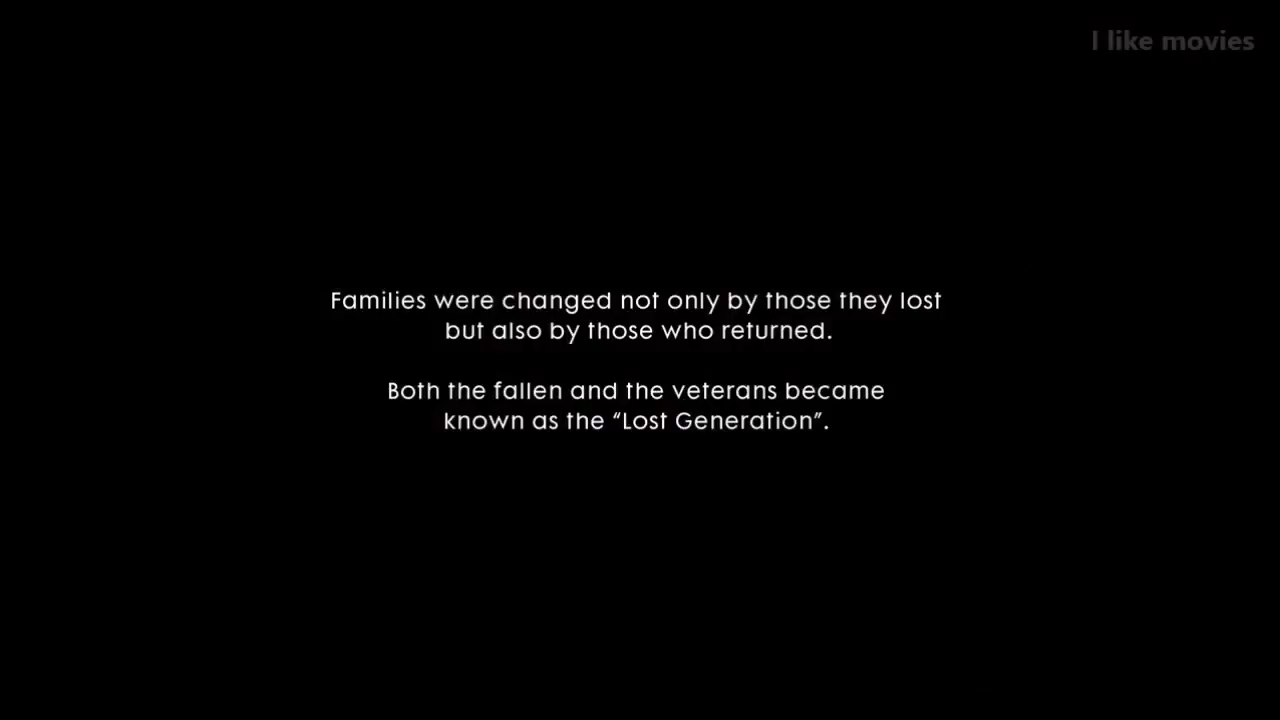 I like movies
Families were changed not only by those they lost
but also by those who returned.
Both the fallen and the veterans became
known as the “Lost Generation”.